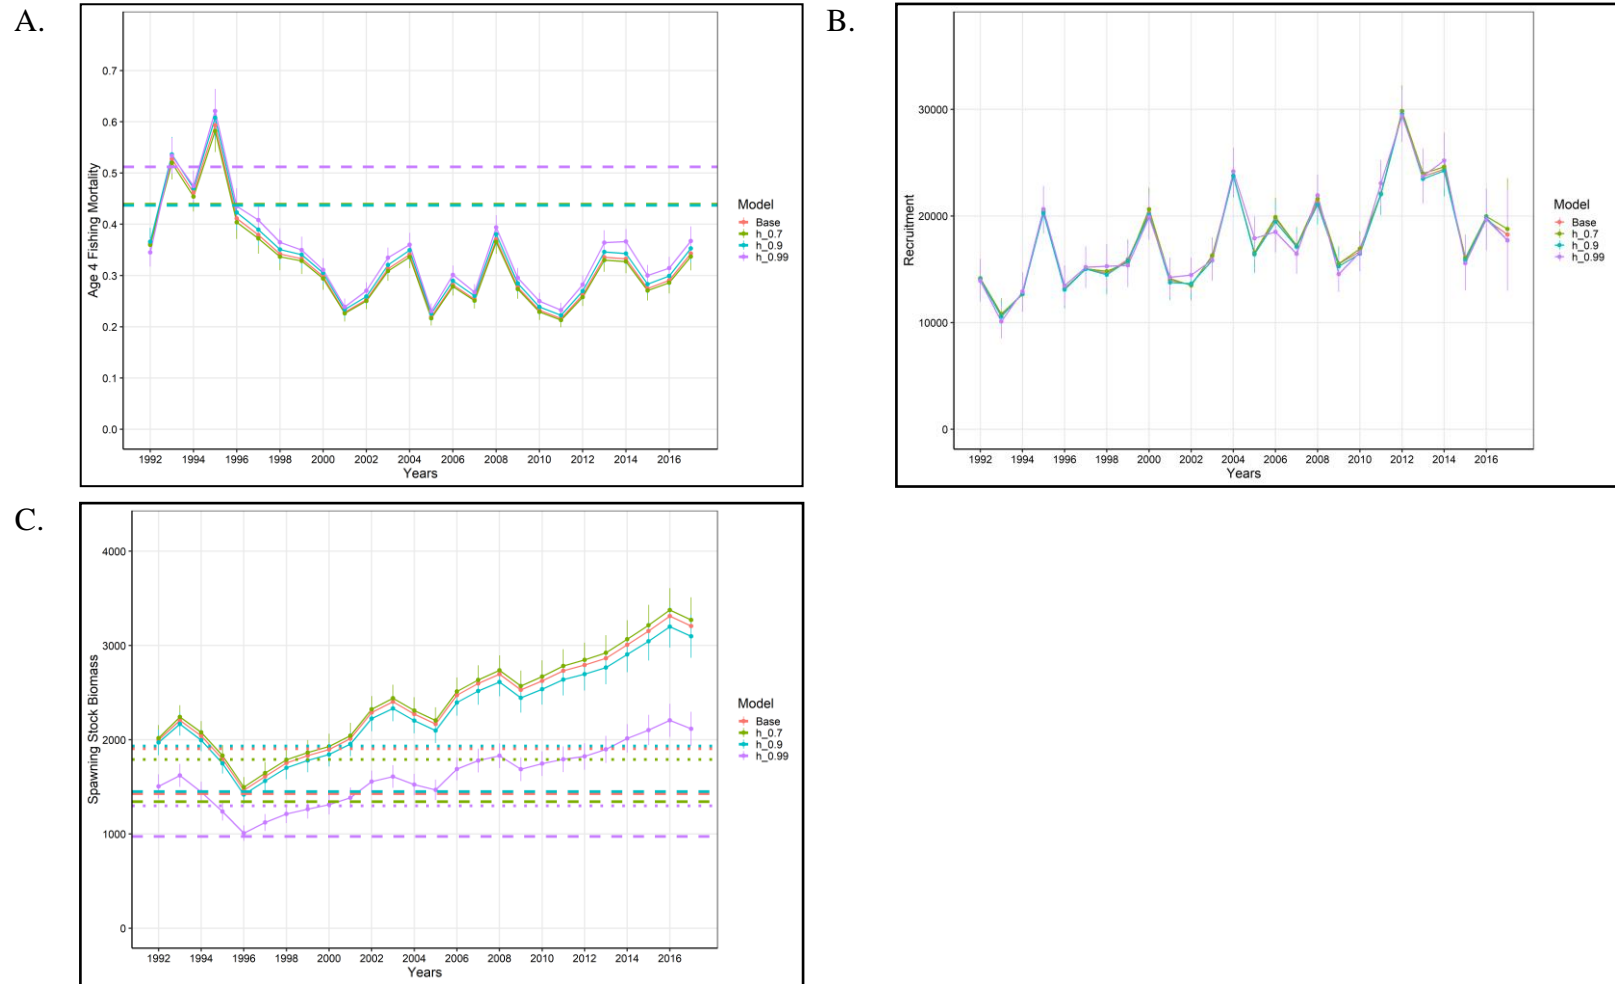 A.
Age 4 Fishing Mortality
0.7
0.6
0.5
0.4
0.3
0.2
0.1
0.0
1992 1994 1996 1998 2000 2002 2004 2006 2008 2010 2012 2014 2016
Years
Model
Base
h_0.7
h_0.9
h_0.99
B.
Recruitment
30000
20000
10000
0
1992 1994 1996 1998 2000 2002 2004 2006 2008 2010 2012 2014 2016
Years
Model
Base
h_0.7
h_0.9
h_0.99
C.
Spawning Stock Biomass
4000
3000
2000
1000
0
1992 1994 1996 1998 2000 2002 2004 2006 2008 2010 2012 2014 2016
Years
Model
Base
h_0.7
h_0.9
h_0.99